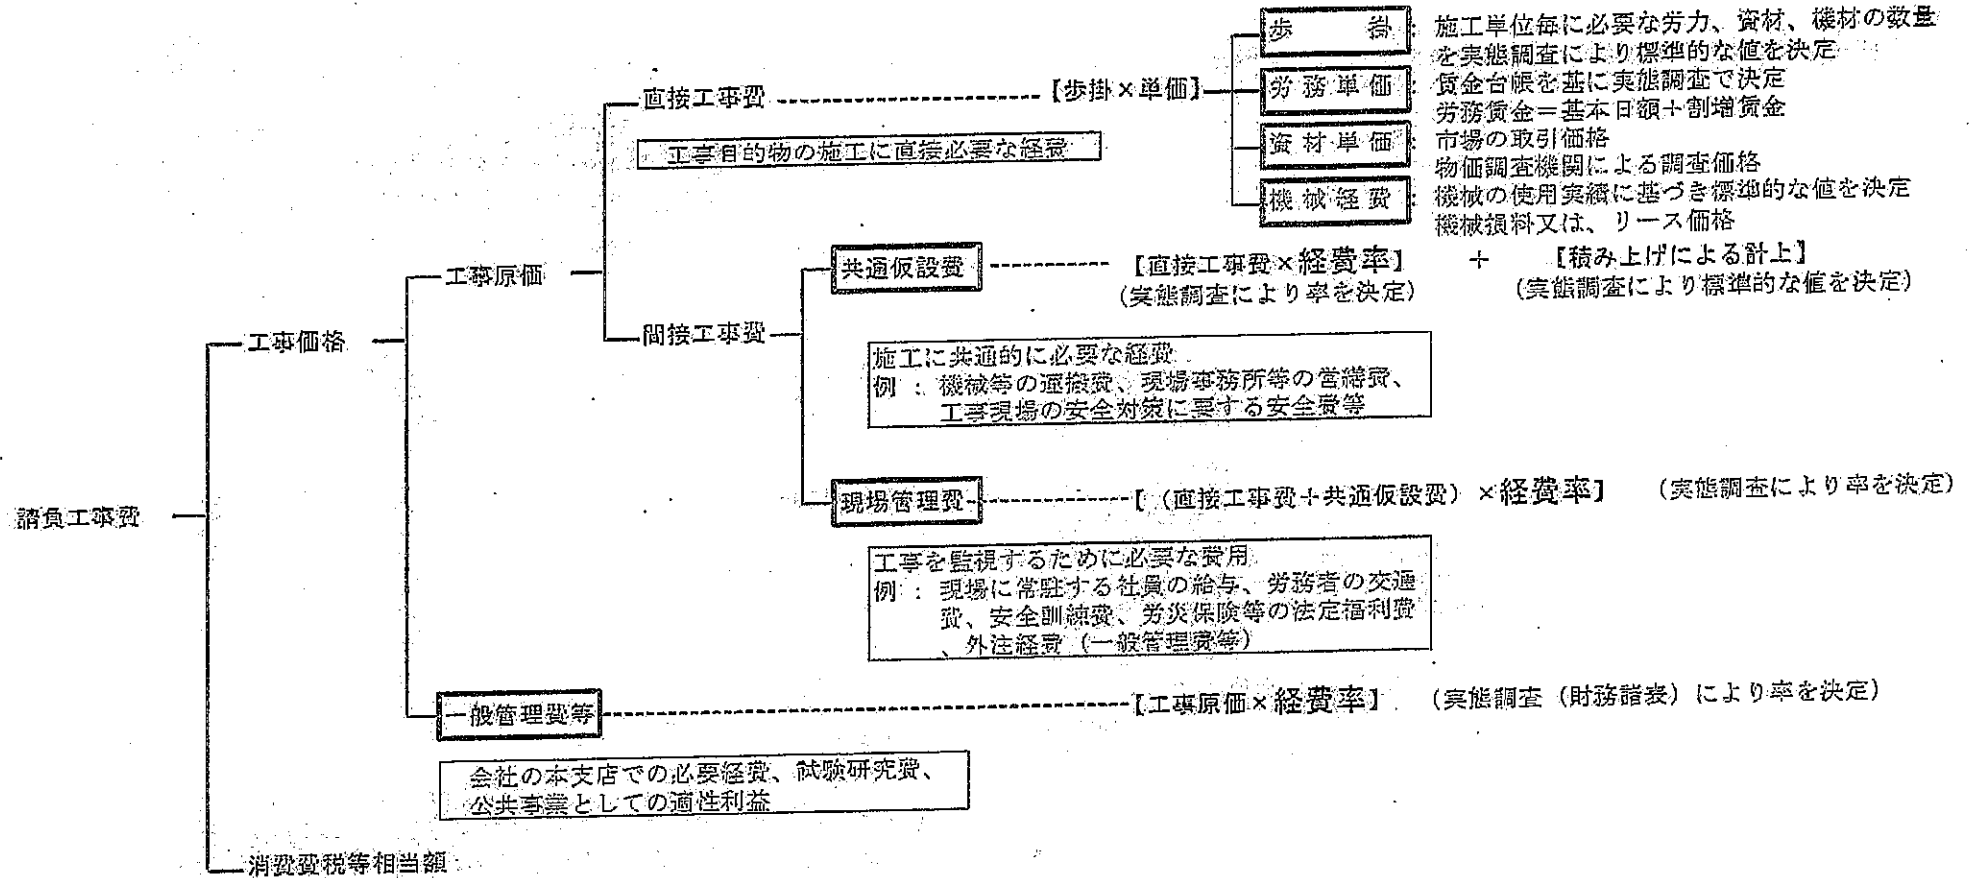 歩掛：施工単位毎に必要な労力、資材、機材の数量
を実態調査により標準的な値を決定
直接工事費 【歩掛×単価】
労務単価：賃金台帳を基に実態調査で決定
労務賃金＝基本日額＋割増賃金
工事目的物の施工に直接必要な経費
資材単価：市場の取引価格
物価調査機関による調査価格
機械経費：機械の使用実績に基づき標準的な値を決定
機械損料又は、リース価格
工事原価
共通仮設費 【直接工事費×経費率】 ＋ 【積み上げによる計上】
（実態調査により率を決定） （実態調査により標準的な値を決定）
工事価格
間接工事費
施工に共通的に必要な経費
例：機械等の運搬費、現場事務所等の営繕費、
工事現場の安全対策に要する安全費等
請負工事費
現場管理費 【（直接工事費＋共通仮設費）×経費率】 （実態調査により率を決定）
工事を監視するために必要な費用
例：現場に常駐する社員の給与、労務者の交通
費、安全訓練費、労災保険等の法定福利費
、外注経費（一般管理費等）
一般管理費等 【工事原価×経費率】 （実態調査（財務諸表）により率を決定）
会社の本支店での必要経費、試験研究費、
公共事業としての適性利益
消費費税等相当額